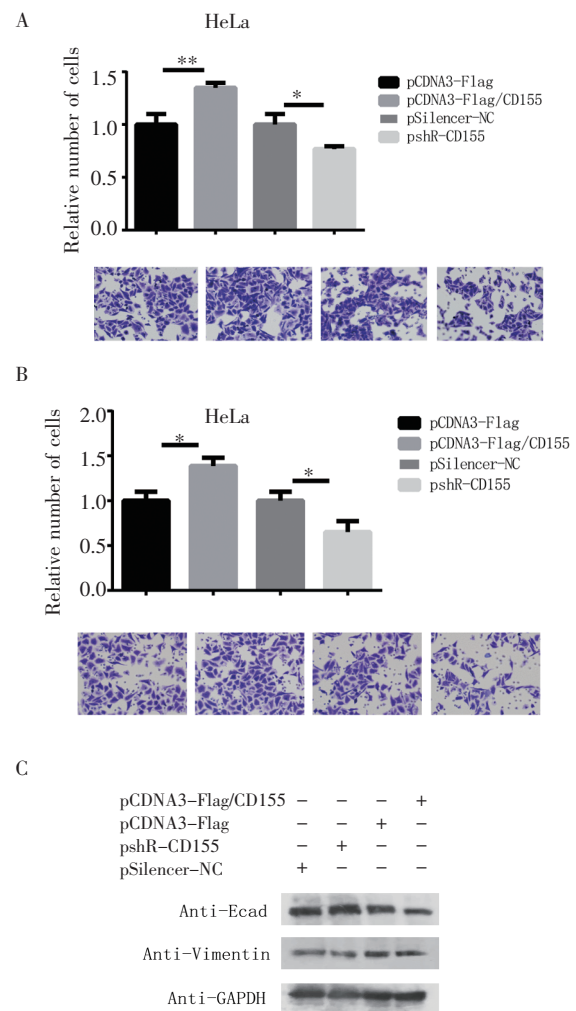 A
HeLa
Relative number of cells
1.5
1.0
0.5
0.0
**
*
pCDNA3-Flag
pCDNA3-Flag/CD155
pSilencer-NC
pshR-CD155
B
HeLa
Relative number of cells
2.0
1.5
1.0
0.5
0.0
*
*
pCDNA3-Flag
pCDNA3-Flag/CD155
pSilencer-NC
pshR-CD155
C
pCDNA3-Flag/CD155 − − − +
pCDNA3-Flag − − + −
pshR-CD155 − + − −
pSilencer-NC + − − −
Anti-Ecad
Anti-Vimentin
Anti-GAPDH